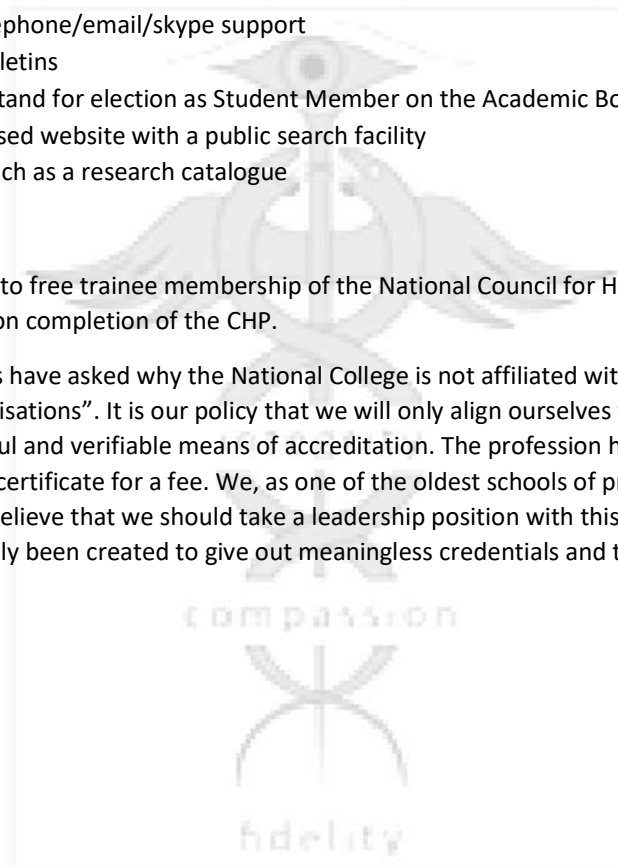 ephone/email/skype support
letins
tand for election as Student Member on the Academic Bo
sed website with a public search facility
ch as a research catalogue
to free trainee membership of the National Council for H
on completion of the CHP.
s have asked why the National College is not affiliated wit
isations”. It is our policy that we will only align ourselves
ul and verifiable means of accreditation. The profession h
certificate for a fee. We, as one of the oldest schools of p
elieve that we should take a leadership position with this
ly been created to give out meaningless credentials and t
compassion
fidelity